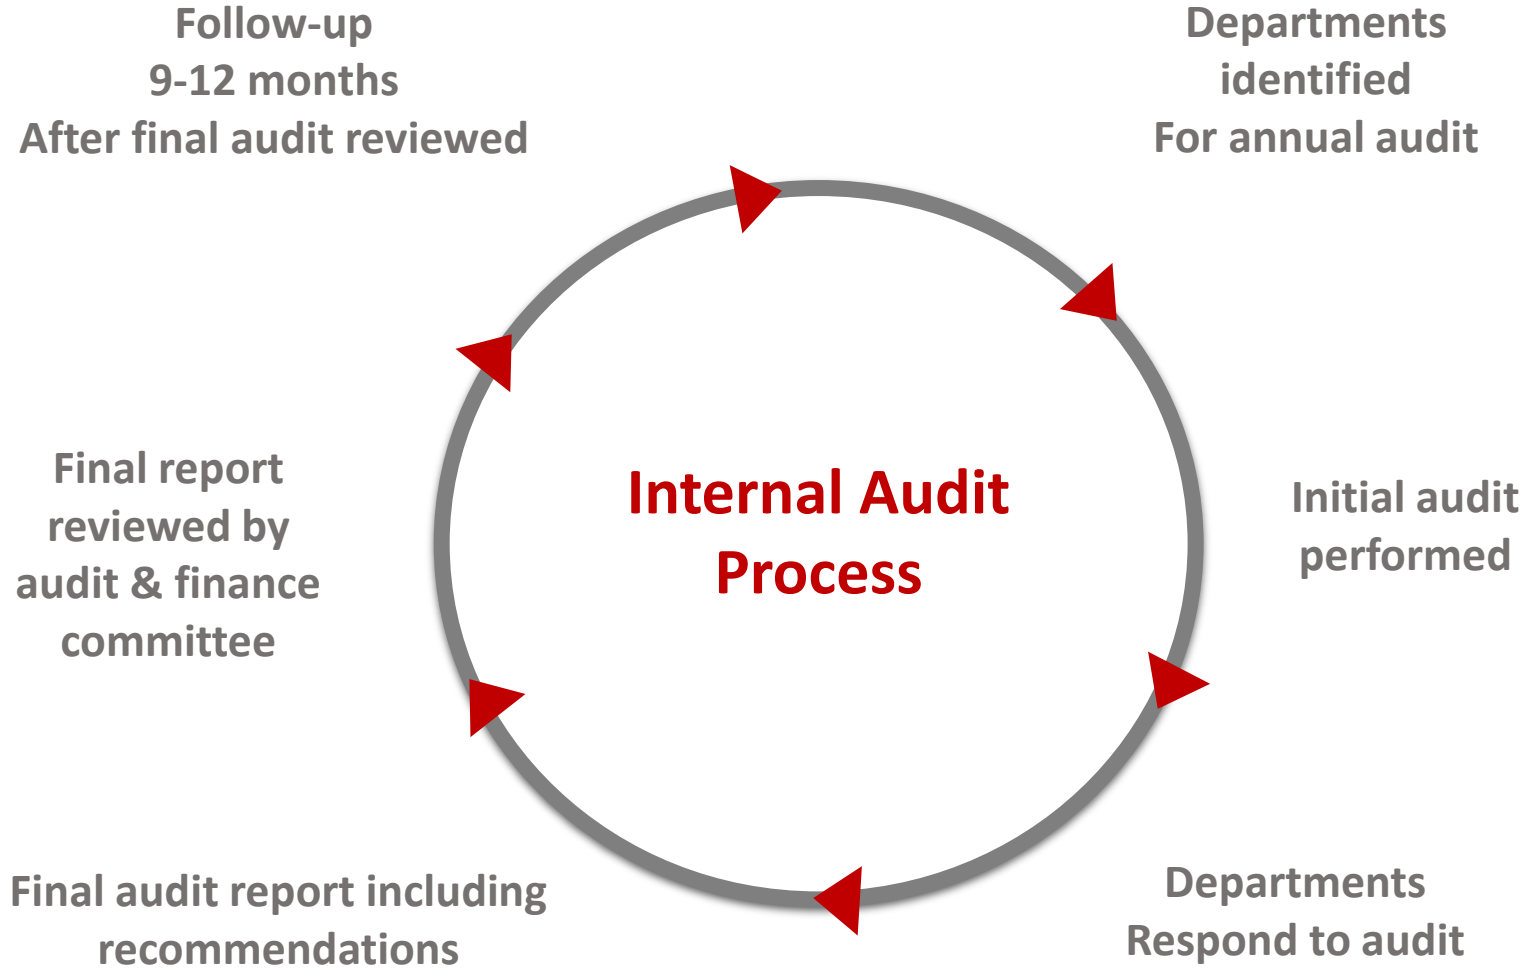 Follow-up
9-12 months
After final audit reviewed
Departments
identified
For annual audit
Internal Audit
Process
Initial audit
performed
Final report
reviewed by
audit & finance
committee
Departments
Respond to audit
Final audit report including
recommendations